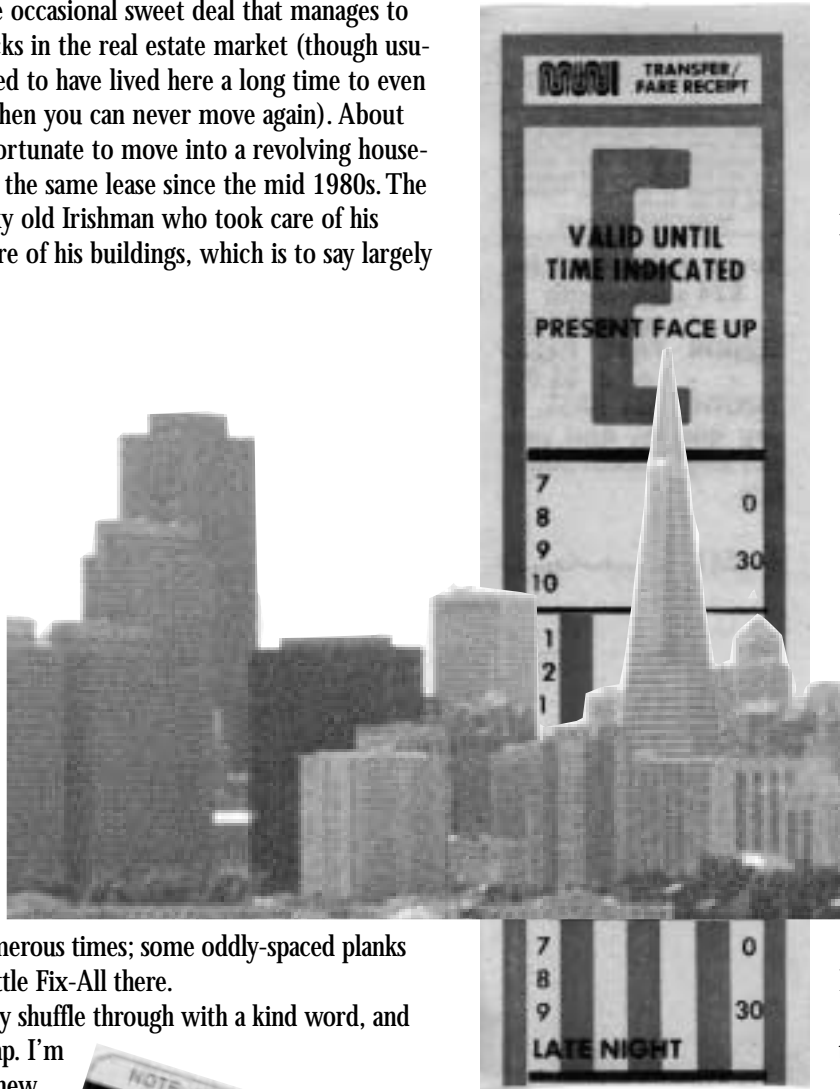 e occasional sweet deal that manages to
cks in the real estate market (though usu-
ed to have lived here a long time to even
hen you can never move again). About
ortunate to move into a revolving house-
the same lease since the mid 1980s. The
y old Irishman who took care of his
re of his buildings, which is to say largely
merous times; some oddly-spaced planks
ttle Fix-All there.
y shuffle through with a kind word, and
p. I'm
new
NOTE
MUNI TRANSFER/
FARE RECEIPT
E
VALID UNTIL
TIME INDICATED
PRESENT FACE UP
7
8 0
9
10 30
1
2
1
7 0
8
9 30
LATE NIGHT